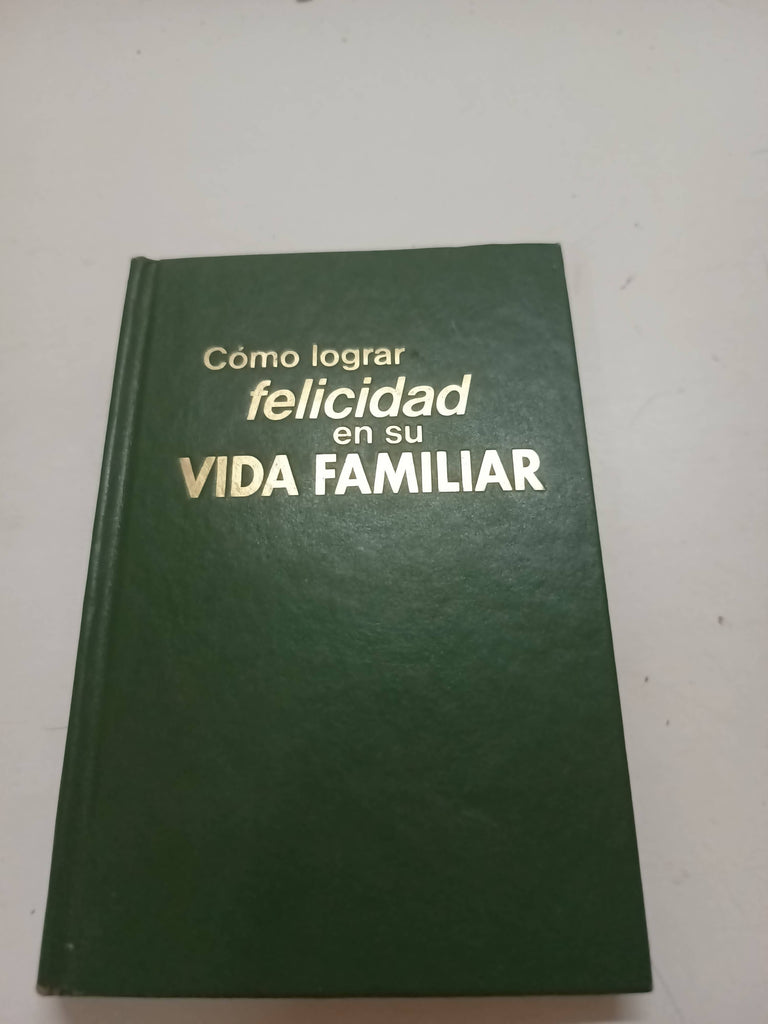 Cómo lograr
felicidad
en su
VIDA FAMILIAR